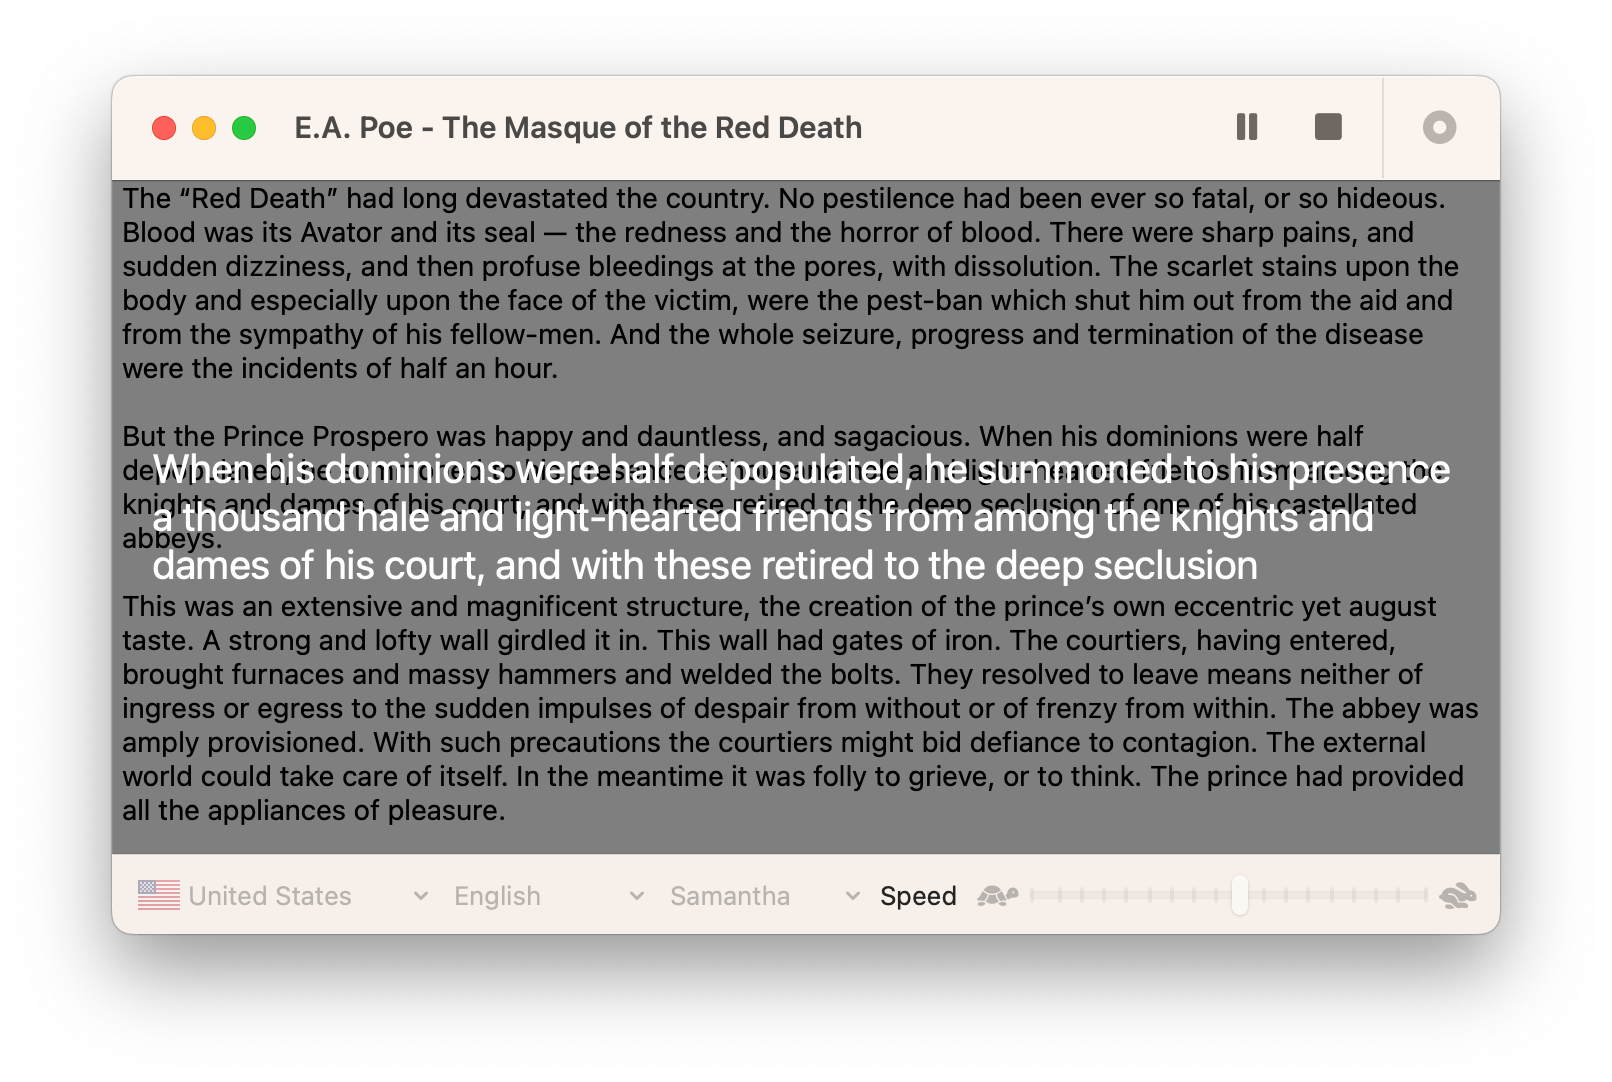 E.A. Poe - The Masque of the Red Death
The “Red Death” had long devastated the country. No pestilence had been ever so fatal, or so hideous.
Blood was its Avator and its seal — the redness and the horror of blood. There were sharp pains, and
sudden dizziness, and then profuse bleedings at the pores, with dissolution. The scarlet stains upon the
body and especially upon the face of the victim, were the pest-ban which shut him out from the aid and
from the sympathy of his fellow-men. And the whole seizure, progress and termination of the disease
were the incidents of half an hour.
But the Prince Prospero was happy and dauntless, and sagacious. When his dominions were half
depopulated, he summoned to his presence a thousand hale and light-hearted friends from among the
knights and dames of his court, and with these retired to the deep seclusion of one of his castellated
abbeys.
When his dominions were half depopulated, he summoned to his presence
a thousand hale and light-hearted friends from among the knights and
dames of his court, and with these retired to the deep seclusion
This was an extensive and magnificent structure, the creation of the prince’s own eccentric yet august
taste. A strong and lofty wall girdled it in. This wall had gates of iron. The courtiers, having entered,
brought furnaces and massy hammers and welded the bolts. They resolved to leave means neither of
ingress or egress to the sudden impulses of despair from without or of frenzy from within. The abbey was
amply provisioned. With such precautions the courtiers might bid defiance to contagion. The external
world could take care of itself. In the meantime it was folly to grieve, or to think. The prince had provided
all the appliances of pleasure.
United States English Samantha Speed